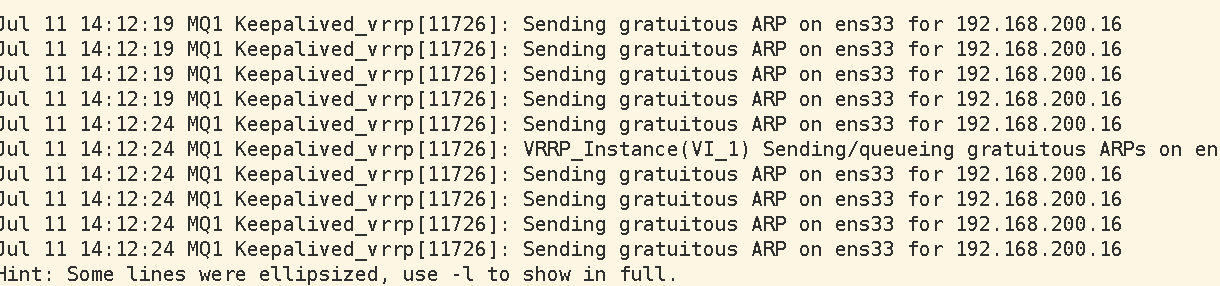 Jul 11 14:12:19 MQ1 Keepalived_vrrp[11726]: Sending gratuitous ARP on ens33 for 192.168.200.16
Jul 11 14:12:19 MQ1 Keepalived_vrrp[11726]: Sending gratuitous ARP on ens33 for 192.168.200.16
Jul 11 14:12:19 MQ1 Keepalived_vrrp[11726]: Sending gratuitous ARP on ens33 for 192.168.200.16
Jul 11 14:12:19 MQ1 Keepalived_vrrp[11726]: Sending gratuitous ARP on ens33 for 192.168.200.16
Jul 11 14:12:24 MQ1 Keepalived_vrrp[11726]: Sending gratuitous ARP on ens33 for 192.168.200.16
Jul 11 14:12:24 MQ1 Keepalived_vrrp[11726]: VRRP_Instance(VI_1) Sending/queueing gratuitous ARPs on en
Jul 11 14:12:24 MQ1 Keepalived_vrrp[11726]: Sending gratuitous ARP on ens33 for 192.168.200.16
Jul 11 14:12:24 MQ1 Keepalived_vrrp[11726]: Sending gratuitous ARP on ens33 for 192.168.200.16
Jul 11 14:12:24 MQ1 Keepalived_vrrp[11726]: Sending gratuitous ARP on ens33 for 192.168.200.16
Jul 11 14:12:24 MQ1 Keepalived_vrrp[11726]: Sending gratuitous ARP on ens33 for 192.168.200.16
Hint: Some lines were ellipsized, use -l to show in full.